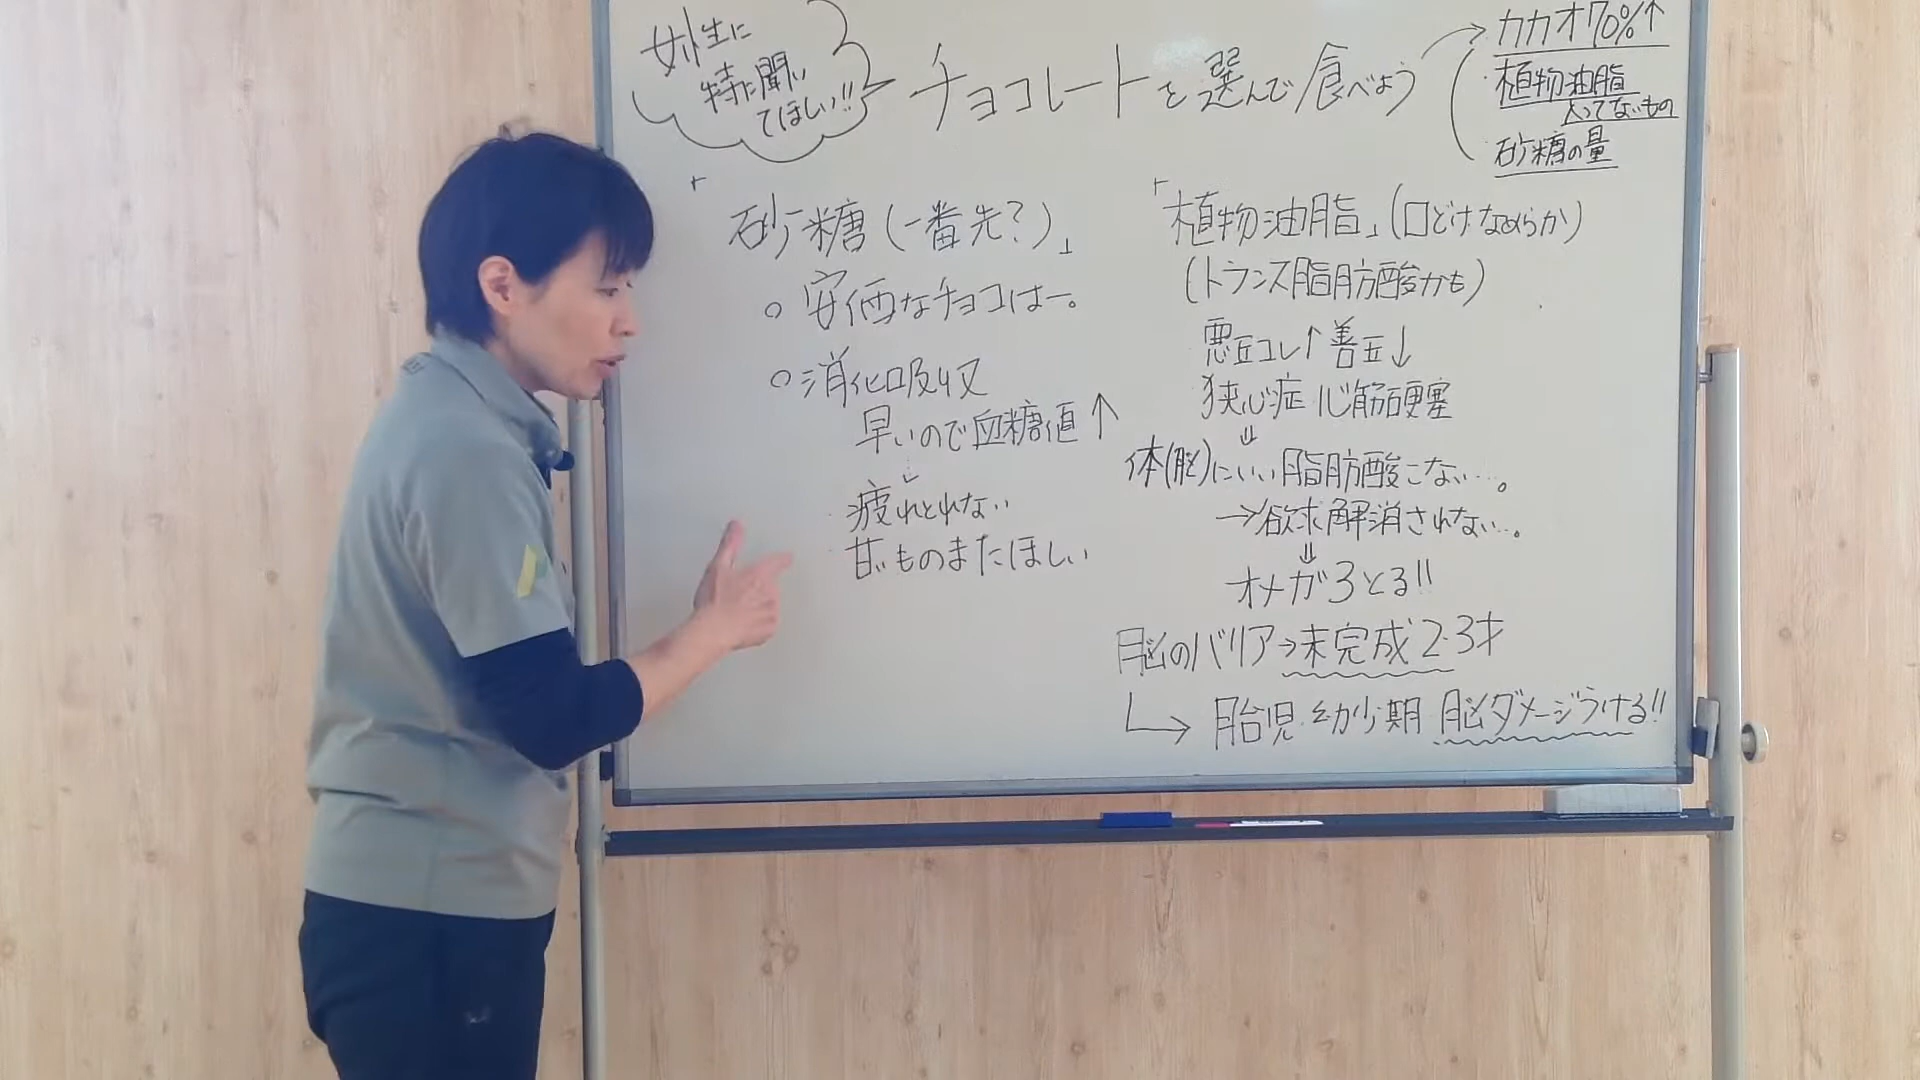 女性に
特に聞い
てほしい!!
チョコレートを選んで食べよう
カカオ70%↑
・植物油脂
入ってないもの
砂糖の量
「砂糖(一番先?)」
○ 安価なチョコはー。
○ 消化吸収
早いので血糖値↑
↓
・疲れとれない
・甘いものまたほしい
「植物油脂」(口どけなめらか)
(トランス脂肪酸かも)
悪玉コレ↑善玉↓
狭心症 心筋梗塞
⇓
体(脳)にいい脂肪酸こない…。
→欲求解消されない…。
⇓
オメガ3とる!!
脳のバリア→未完成2・3才
↳ 胎児・幼少期 脳ダメージうける!!